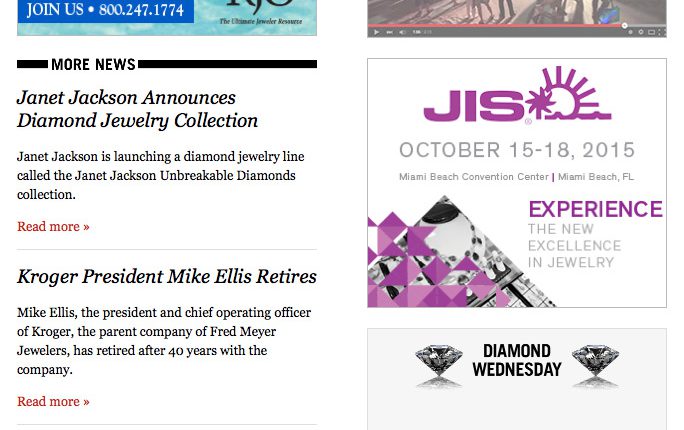 JOIN US • 800.247.1774
The Ultimate Jeweler Resource
MORE NEWS
Janet Jackson Announces
Diamond Jewelry Collection
Janet Jackson is launching a diamond jewelry line
called the Janet Jackson Unbreakable Diamonds
collection.
Read more »
Kroger President Mike Ellis Retires
Mike Ellis, the president and chief operating officer
of Kroger, the parent company of Fred Meyer
Jewelers, has retired after 40 years with the
company.
Read more »
JIS®
OCTOBER 15-18, 2015
Miami Beach Convention Center | Miami Beach, FL
EXPERIENCE
THE NEW
EXCELLENCE
IN JEWELRY
DIAMOND
WEDNESDAY